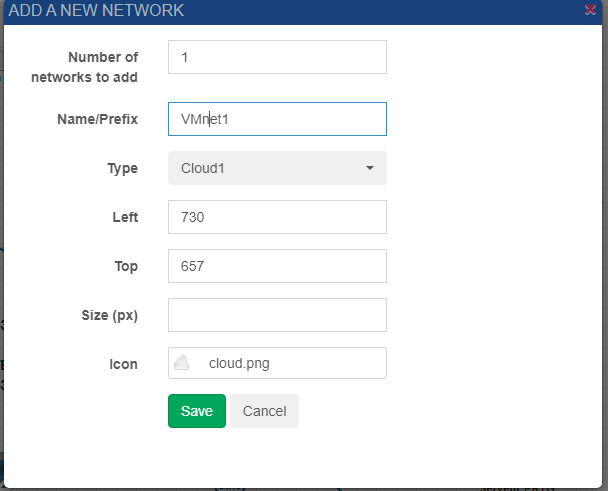 ADD A NEW NETWORK
Number of
networks to add
1
Name/Prefix
VMnet1
Type
Cloud1
Left
730
Top
657
Size (px)
Icon
cloud.png
Save
Cancel